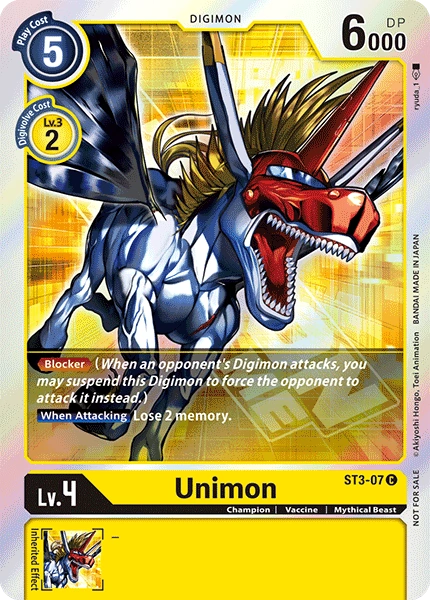 Play Cost
5
DIGIMON
6000
DP
Digivolve Cost
Lv.3
2
ryuda_1
©Akiyoshi Hongo, Toei Animation BANDAI MADE IN JAPAN
NOT FOR SALE
Blocker (When an opponent's Digimon attacks, you
may suspend this Digimon to force the opponent to
attack it instead.)
When Attacking Lose 2 memory.
Lv.4
Unimon
ST3-07 C
Champion | Vaccine | Mythical Beast
Inherited Effect
–